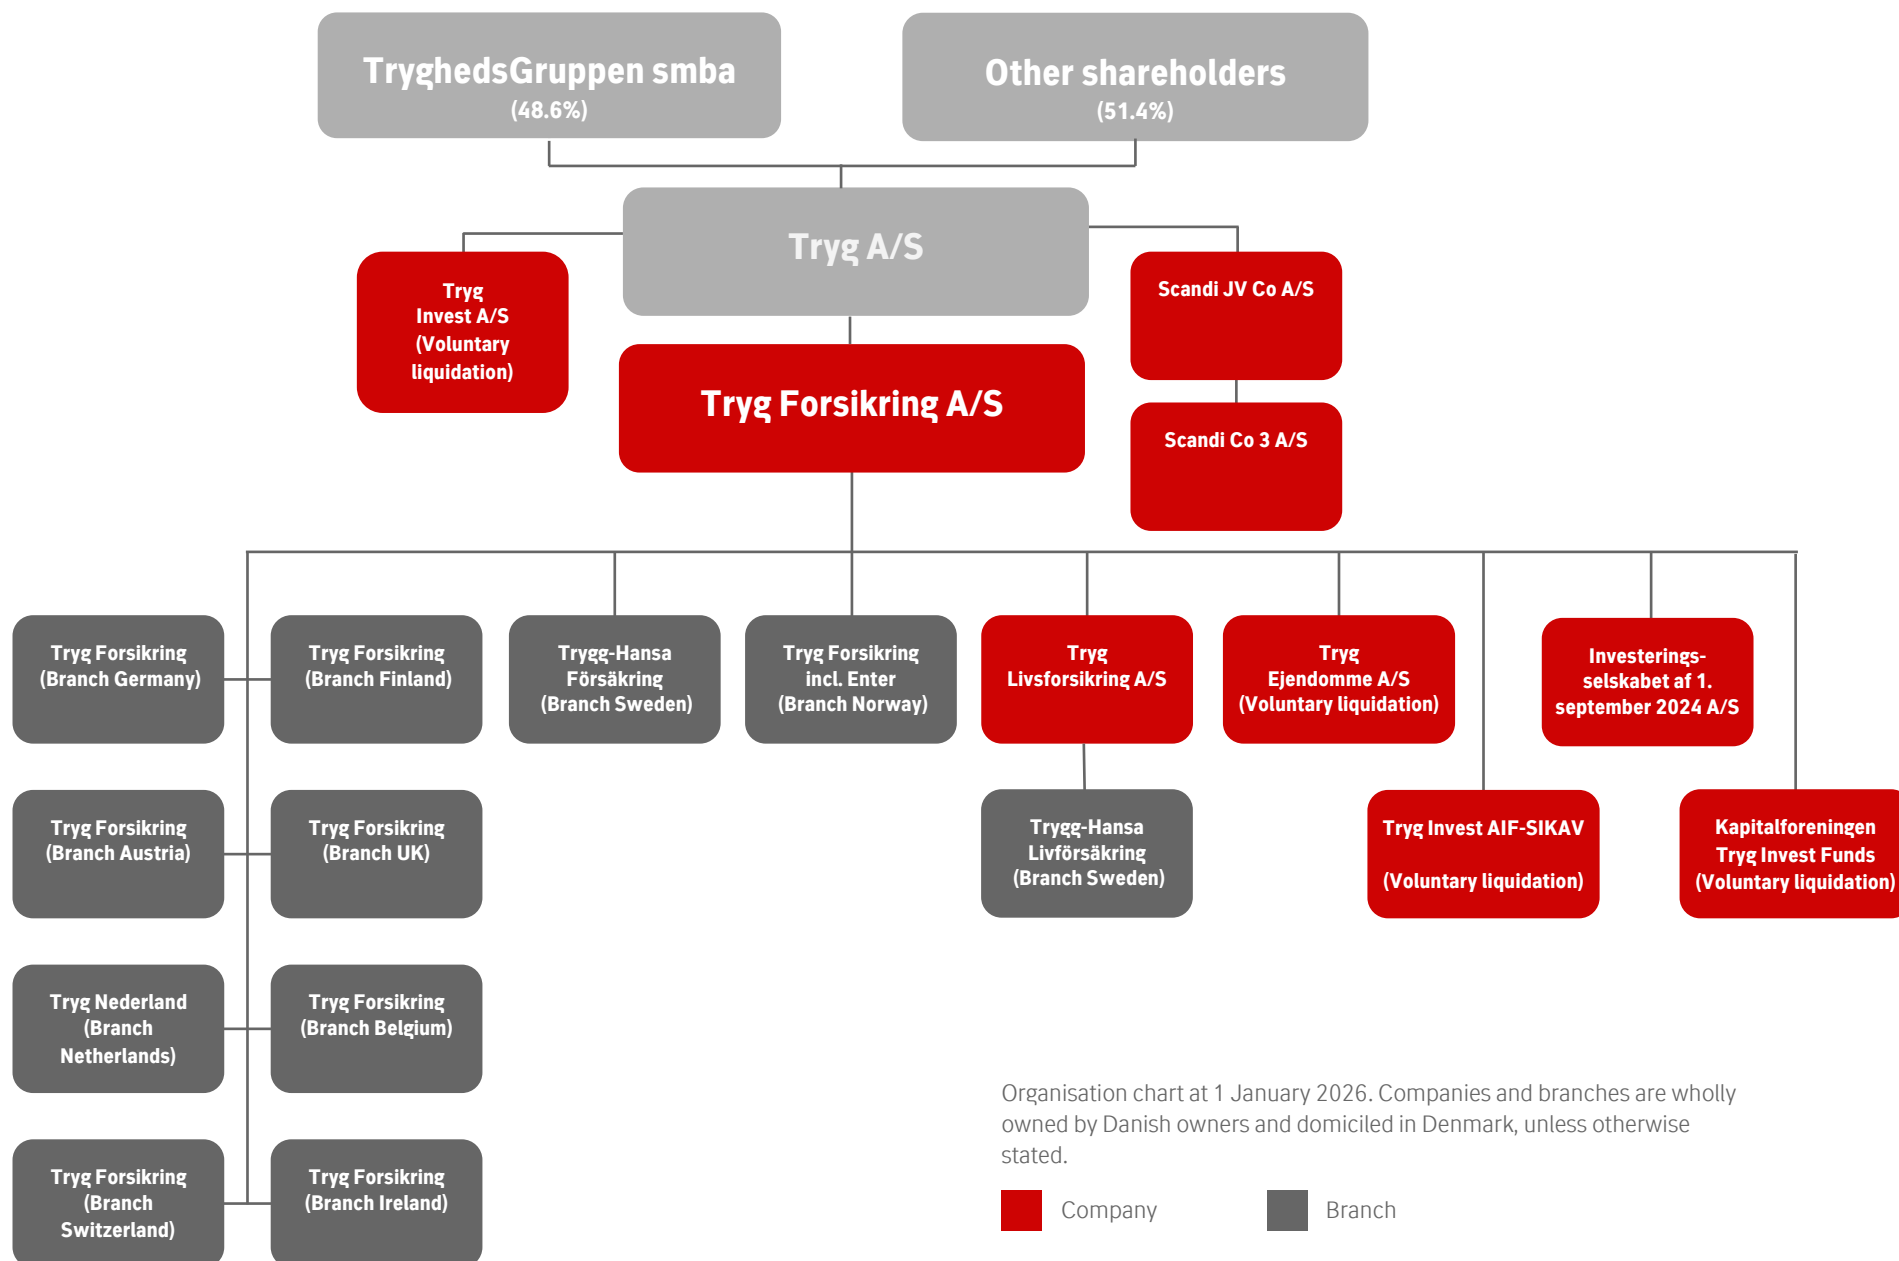 TryghedsGruppen smba
(48.6%)
Other shareholders
(51.4%)
Tryg A/S
Tryg
Invest A/S
(Voluntary
liquidation)
Scandi JV Co A/S
Tryg Forsikring A/S
Scandi Co 3 A/S
Tryg Forsikring
(Branch Germany)
Tryg Forsikring
(Branch Finland)
Trygg-Hansa
Försäkring
(Branch Sweden)
Tryg Forsikring
incl. Enter
(Branch Norway)
Tryg
Livsforsikring A/S
Tryg
Ejendomme A/S
(Voluntary liquidation)
Investerings-
selskabet af 1.
september 2024 A/S
Tryg Forsikring
(Branch Austria)
Tryg Forsikring
(Branch UK)
Trygg-Hansa
Livförsäkring
(Branch Sweden)
Tryg Invest AIF-SIKAV
(Voluntary liquidation)
Kapitalforeningen
Tryg Invest Funds
(Voluntary liquidation)
Tryg Nederland
(Branch
Netherlands)
Tryg Forsikring
(Branch Belgium)
Tryg Forsikring
(Branch
Switzerland)
Tryg Forsikring
(Branch Ireland)
Organisation chart at 1 January 2026. Companies and branches are wholly
owned by Danish owners and domiciled in Denmark, unless otherwise
stated.
Company
Branch